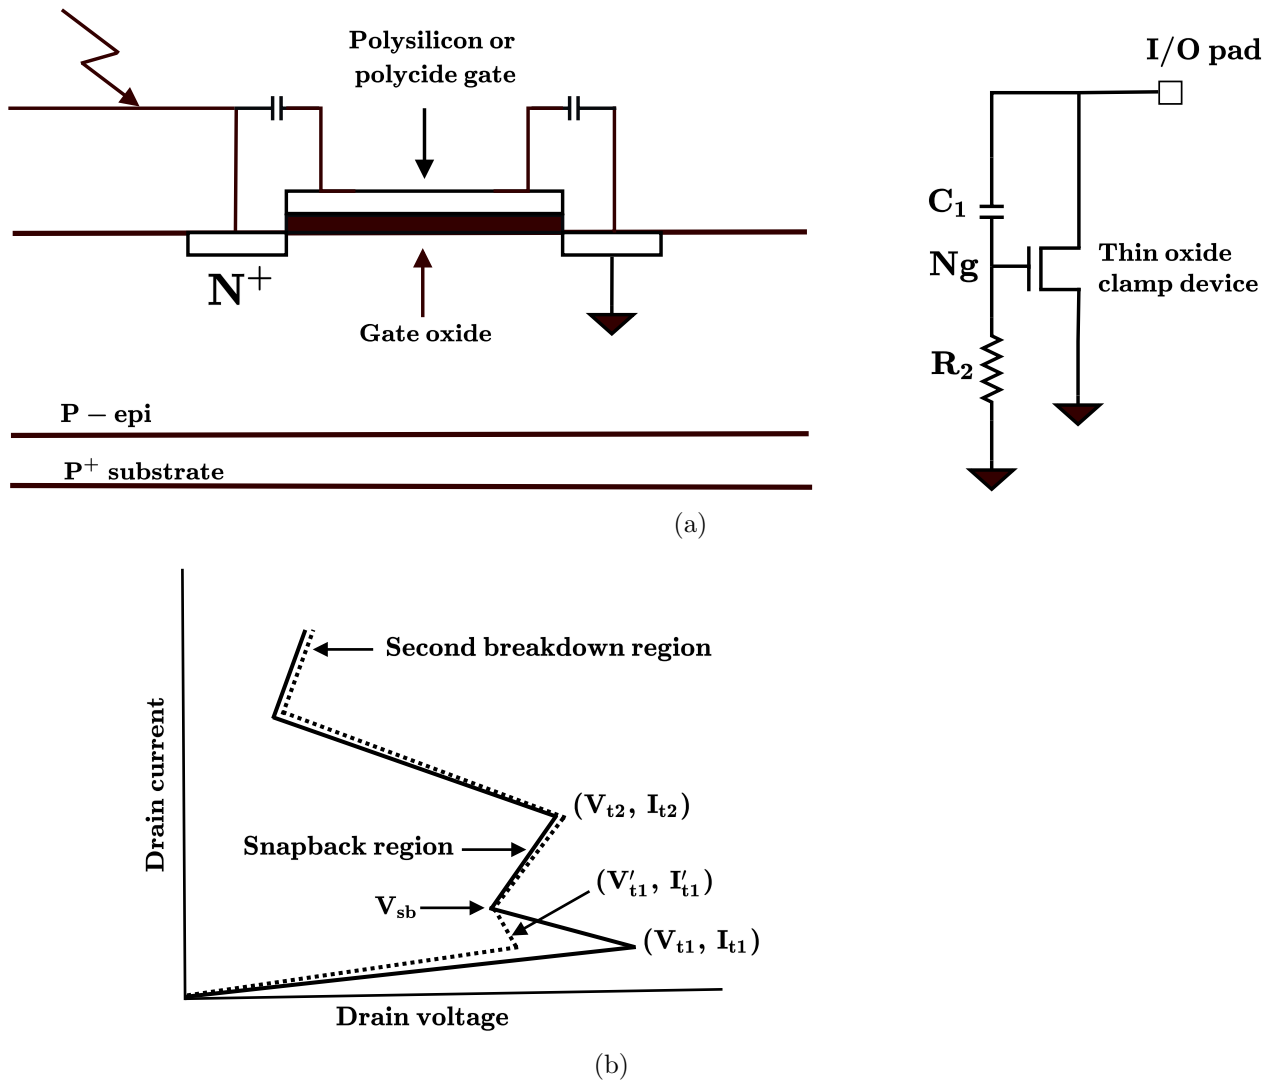 Polysilicon or
polycide gate
I/O pad
C₁
Ng
Thin oxide
clamp device
N⁺
Gate oxide
R₂
P – epi
P⁺ substrate
(a)
Second breakdown region
Drain current
(Vₜ₂, Iₜ₂)
Snapback region
(V′ₜ₁, I′ₜ₁)
V_sb
(Vₜ₁, Iₜ₁)
Drain voltage
(b)